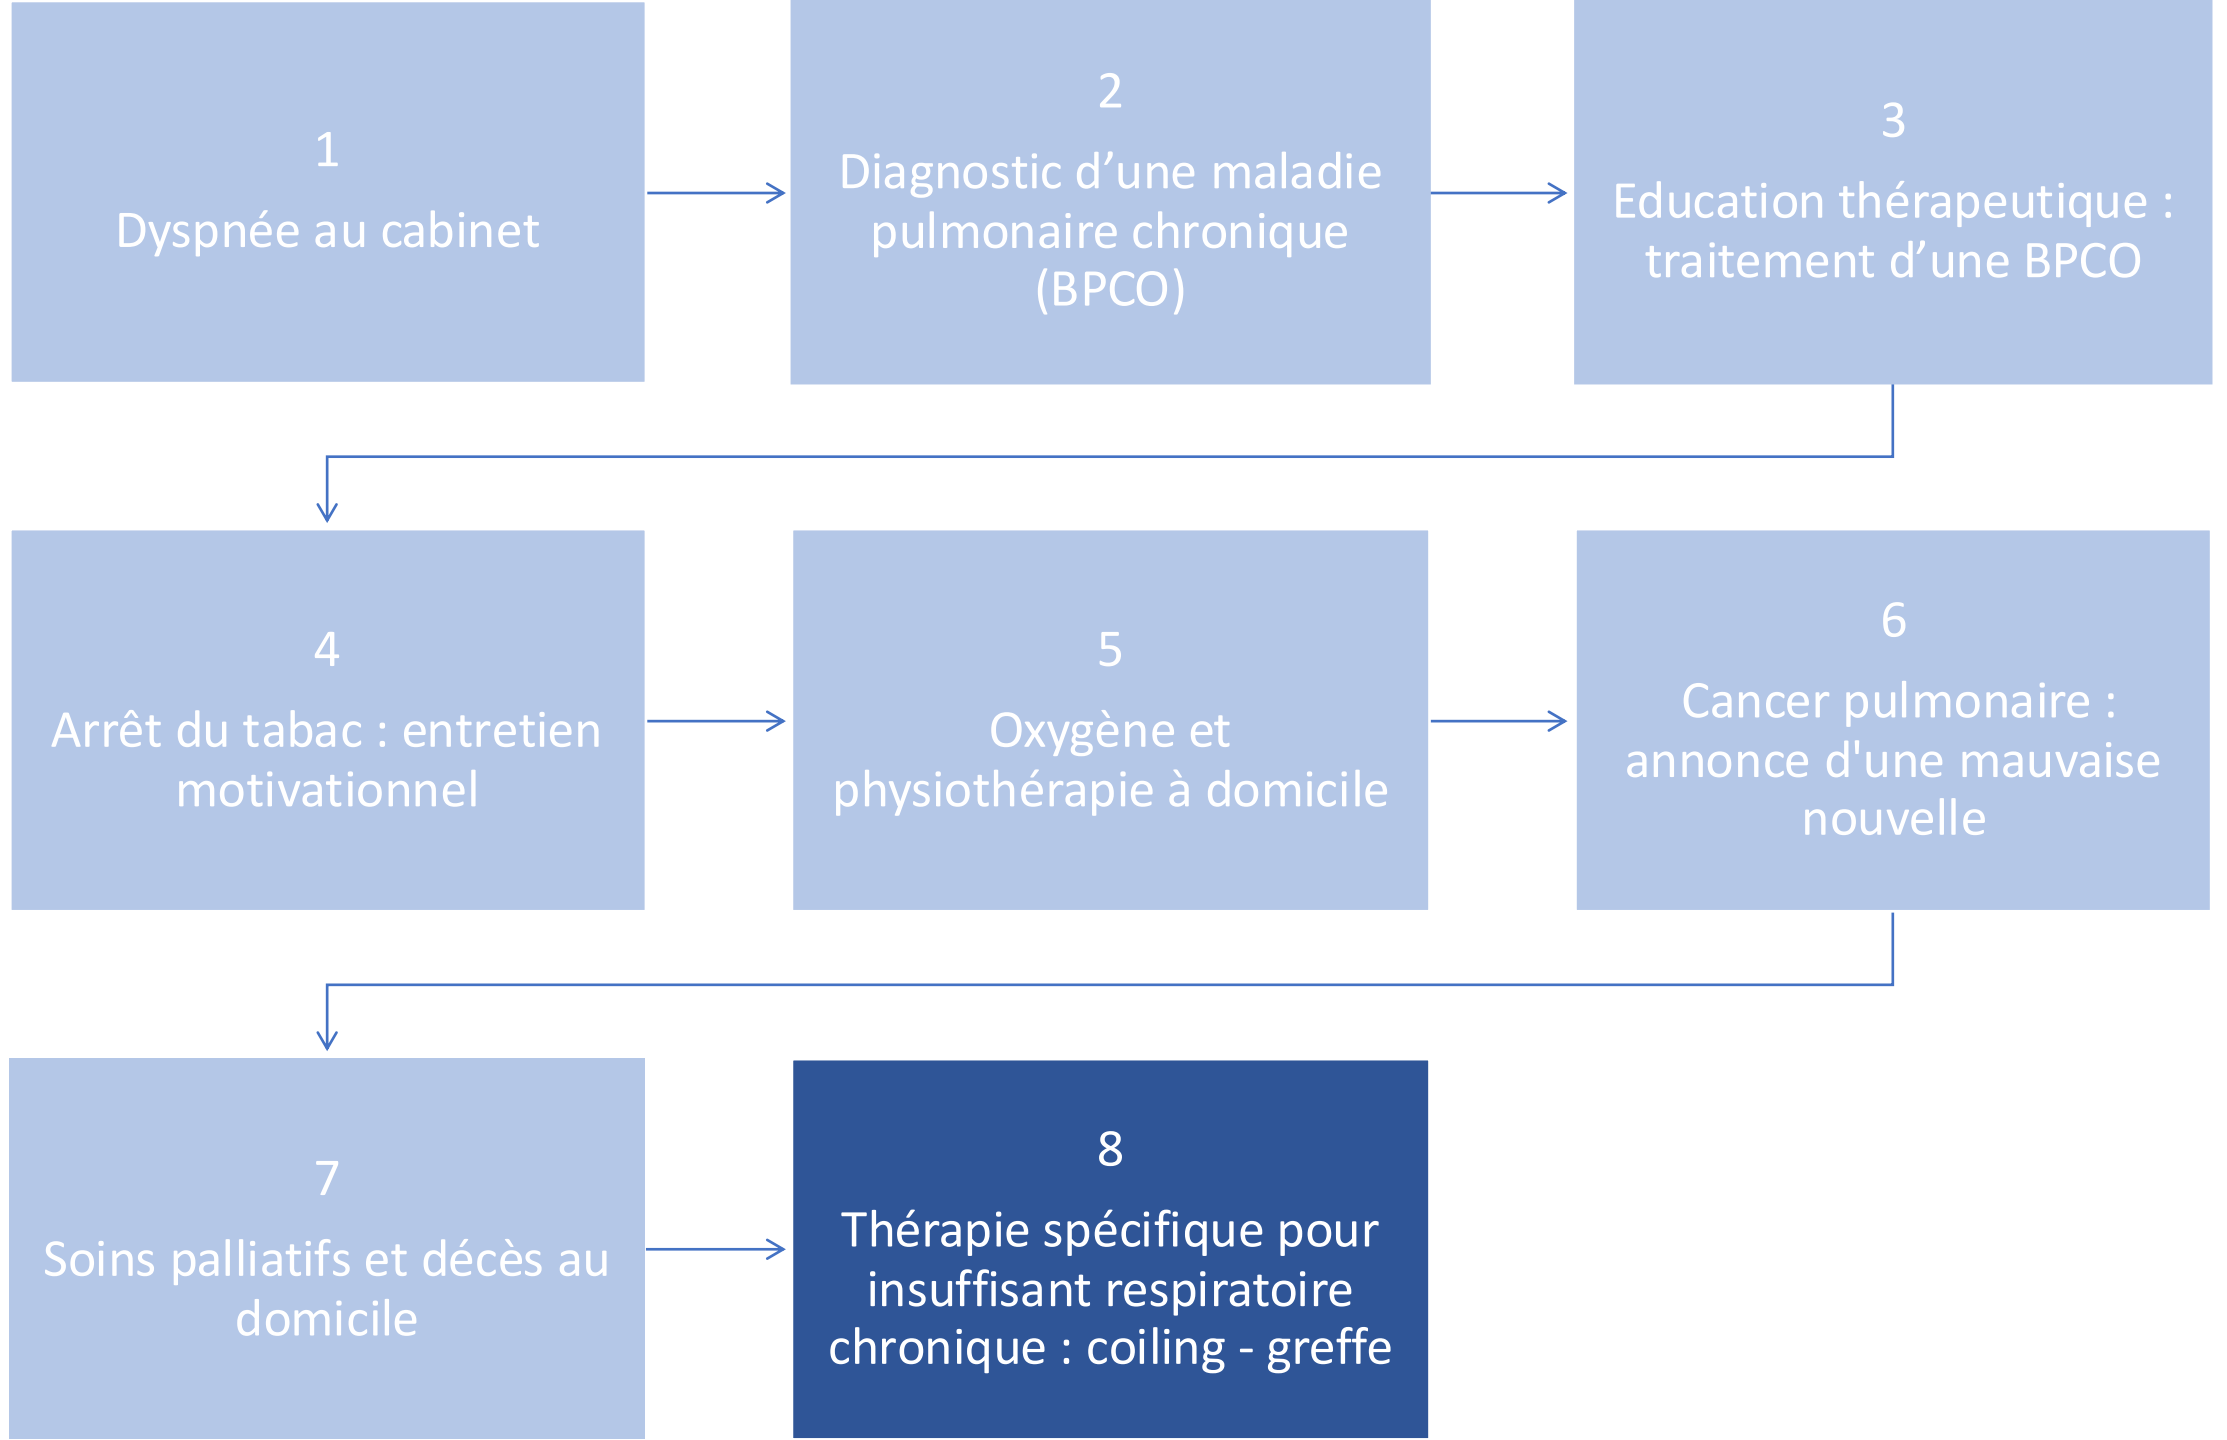 1
Dyspnée au cabinet
2
Diagnostic d’une maladie
pulmonaire chronique
(BPCO)
3
Education thérapeutique :
traitement d’une BPCO
4
Arrêt du tabac : entretien
motivationnel
5
Oxygène et
physiothérapie à domicile
6
Cancer pulmonaire :
annonce d'une mauvaise
nouvelle
7
Soins palliatifs et décès au
domicile
8
Thérapie spécifique pour
insuffisant respiratoire
chronique : coiling - greffe